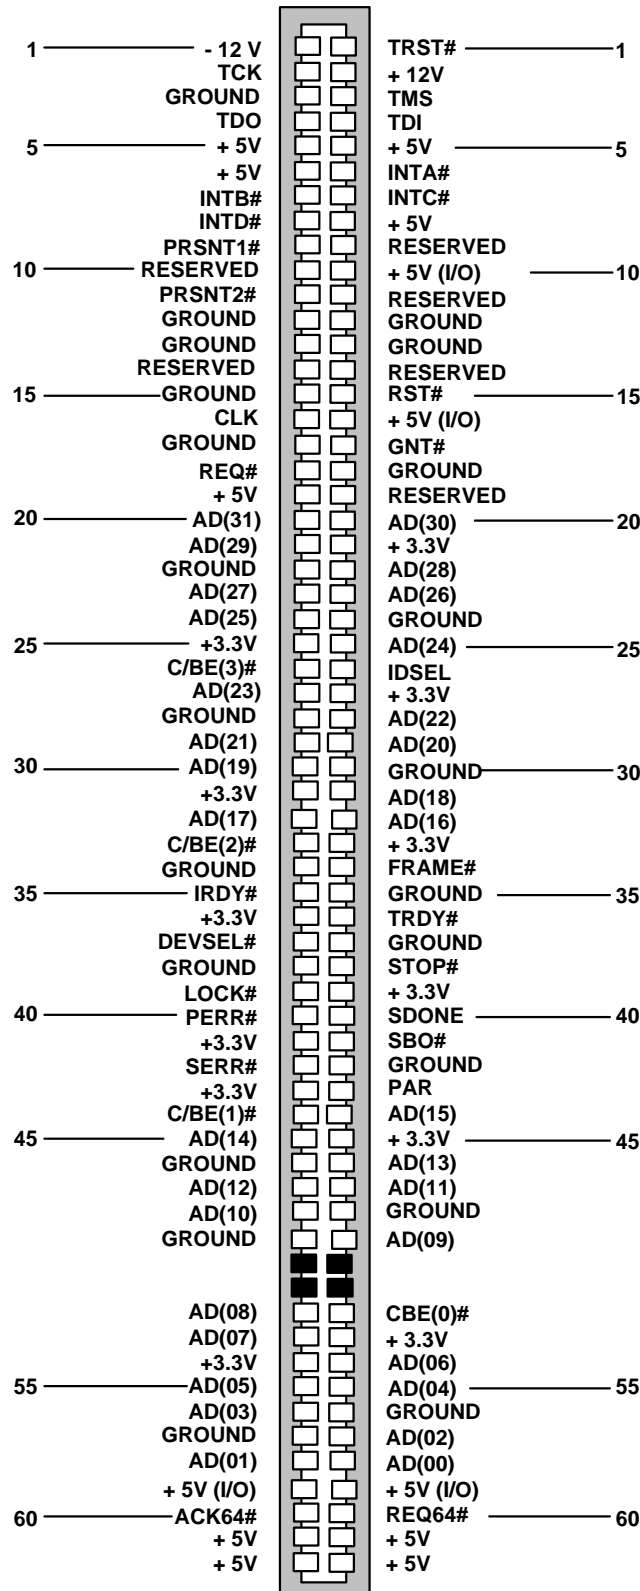 1 - 12 V TRST# 1
TCK + 12V
GROUND TMS
TDO TDI
5 + 5V + 5V 5
+ 5V INTA#
INTB# INTC#
INTD# + 5V
PRSNT1# RESERVED
10 RESERVED + 5V (I/O) 10
PRSNT2# RESERVED
GROUND GROUND
GROUND GROUND
RESERVED RESERVED
15 GROUND RST# 15
CLK + 5V (I/O)
GROUND GNT#
REQ# GROUND
+ 5V RESERVED
20 AD(31) AD(30) 20
AD(29) + 3.3V
GROUND AD(28)
AD(27) AD(26)
AD(25) GROUND
25 +3.3V AD(24) 25
C/BE(3)# IDSEL
AD(23) + 3.3V
GROUND AD(22)
AD(21) AD(20)
30 AD(19) GROUND 30
+3.3V AD(18)
AD(17) AD(16)
C/BE(2)# + 3.3V
GROUND FRAME#
35 IRDY# GROUND 35
+3.3V TRDY#
DEVSEL# GROUND
GROUND STOP#
LOCK# + 3.3V
40 PERR# SDONE 40
+3.3V SBO#
SERR# GROUND
+3.3V PAR
C/BE(1)# AD(15)
45 AD(14) + 3.3V 45
GROUND AD(13)
AD(12) AD(11)
AD(10) GROUND
GROUND AD(09)
AD(08) CBE(0)#
AD(07) + 3.3V
+3.3V AD(06)
55 AD(05) AD(04) 55
AD(03) GROUND
GROUND AD(02)
AD(01) AD(00)
+ 5V (I/O) + 5V (I/O)
60 ACK64# REQ64# 60
+ 5V + 5V
+ 5V + 5V